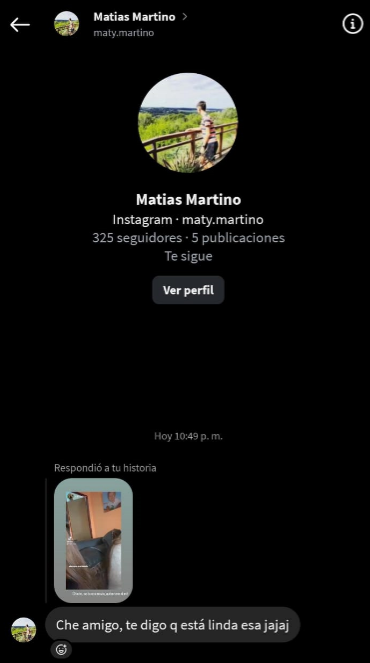 Matias Martino
maty.martino
Matias Martino
Instagram · maty.martino
325 seguidores · 5 publicaciones
Te sigue
Ver perfil
Hoy 10:49 p. m.
Respondió a tu historia
Che amigo, te digo q está linda esa jajaj